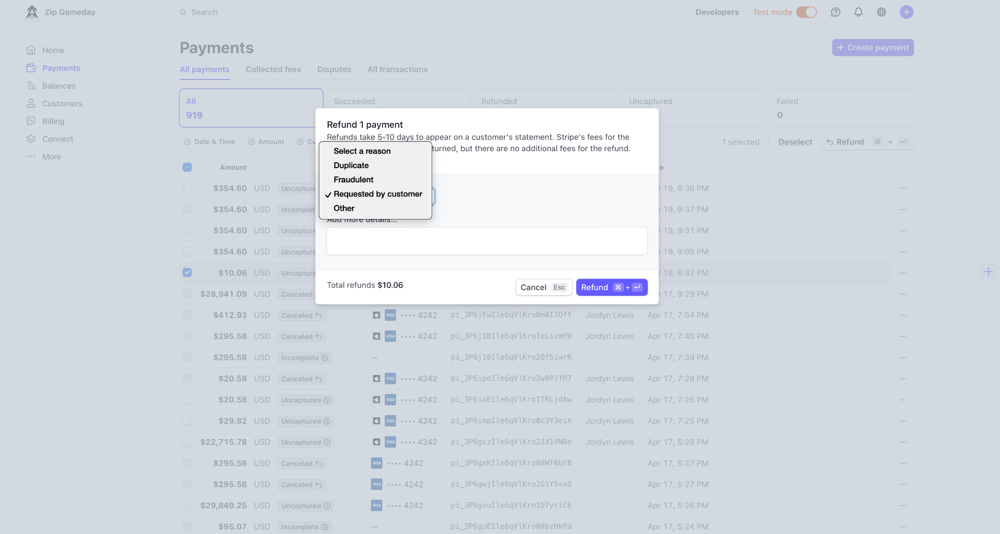 Zip Gameday
Search
Developers
Test mode
Home
Payments
Balances
Customers
Billing
Connect
More
Payments
Create payment
All payments
Collected fees
Disputes
All transactions
All
919
Succeeded
Refunded
Uncaptured
Failed
0
Date & Time
Amount
1 selected
Deselect
Refund ⌘ + ↵
Refund 1 payment
Refunds take 5-10 days to appear on a customer's statement. Stripe's fees for the
turned, but there are no additional fees for the refund.
Select a reason
Duplicate
Fraudulent
✓ Requested by customer
Other
Add more details...
Total refunds $10.06
Cancel Esc
Refund ⌘ + ↵
Amount
$354.60 USD 19, 9:38 PM
$354.60 USD 19, 9:37 PM
$354.60 USD 19, 9:31 PM
$354.60 USD 19, 9:05 PM
$10.06 USD 19, 8:32 PM
$28,941.09 USD Canceled 17, 9:29 PM
$412.93 USD Canceled VISA •••• 4242 pi_3P6jEwIle6qVlKro0m0IJOff Jordyn Lewis Apr 17, 7:54 PM
$295.58 USD Canceled VISA •••• 4242 pi_3P6j1BIle6qVlKro1eLsxmFW Jordyn Lewis Apr 17, 7:40 PM
$295.58 USD Incomplete — pi_3P6j10Ile6qVlKro2QfSiwrR Apr 17, 7:39 PM
$20.58 USD Canceled VISA •••• 4242 pi_3P6ipoIle6qVlKro2w0PJfR7 Jordyn Lewis Apr 17, 7:28 PM
$20.58 USD Uncaptured VISA •••• 4242 pi_3P6ioEIle6qVlKro1TRLjdAw Jordyn Lewis Apr 17, 7:26 PM
$29.82 USD Uncaptured VISA •••• 4242 pi_3P6impIle6qVlKro0c3Y3eih Jordyn Lewis Apr 17, 7:25 PM
$22,715.78 USD Uncaptured VISA •••• 4242 pi_3P6gxzIle6qVlKro2JX1VN8o Jordyn Lewis Apr 17, 5:28 PM
$295.58 USD Canceled VISA •••• 4242 pi_3P6gxKIle6qVlKro08WT0bYB Apr 17, 5:27 PM
$295.58 USD Canceled VISA •••• 4242 pi_3P6gwjIle6qVlKro2GlYSsxO Apr 17, 5:27 PM
$29,849.25 USD Uncaptured VISA •••• 4242 pi_3P6gvuIle6qVlKro1DTyriC6 Apr 17, 5:26 PM
$95.07 USD Incomplete — pi_3P6guEIle6qVlKro08bzHkPa Apr 17, 5:24 PM